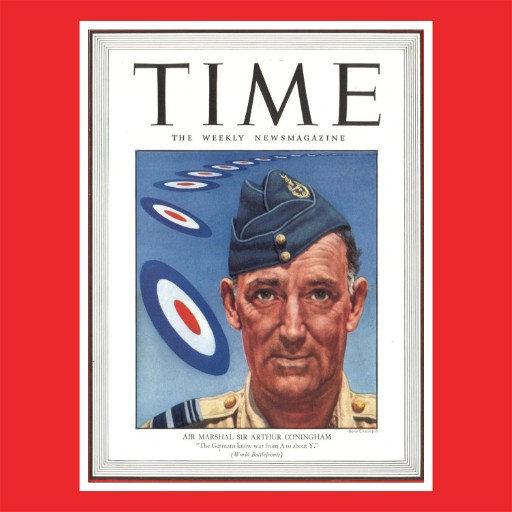 TIME
THE WEEKLY NEWSMAGAZINE
AIR MARSHAL SIR ARTHUR CONINGHAM
"The Germans know war from A to about Y."
(World Battlefronts)